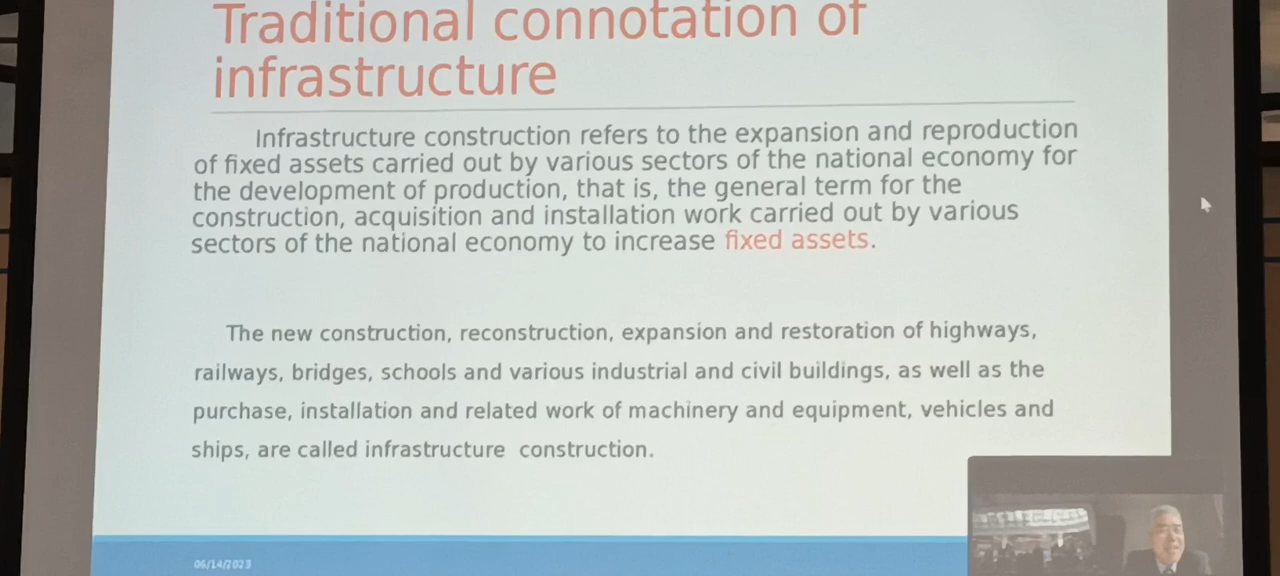 Traditional connotation of
infrastructure
Infrastructure construction refers to the expansion and reproduction
of fixed assets carried out by various sectors of the national economy for
the development of production, that is, the general term for the
construction, acquisition and installation work carried out by various
sectors of the national economy to increase fixed assets.
The new construction, reconstruction, expansion and restoration of highways,
railways, bridges, schools and various industrial and civil buildings, as well as the
purchase, installation and related work of machinery and equipment, vehicles and
ships, are called infrastructure construction.
06/14/2023